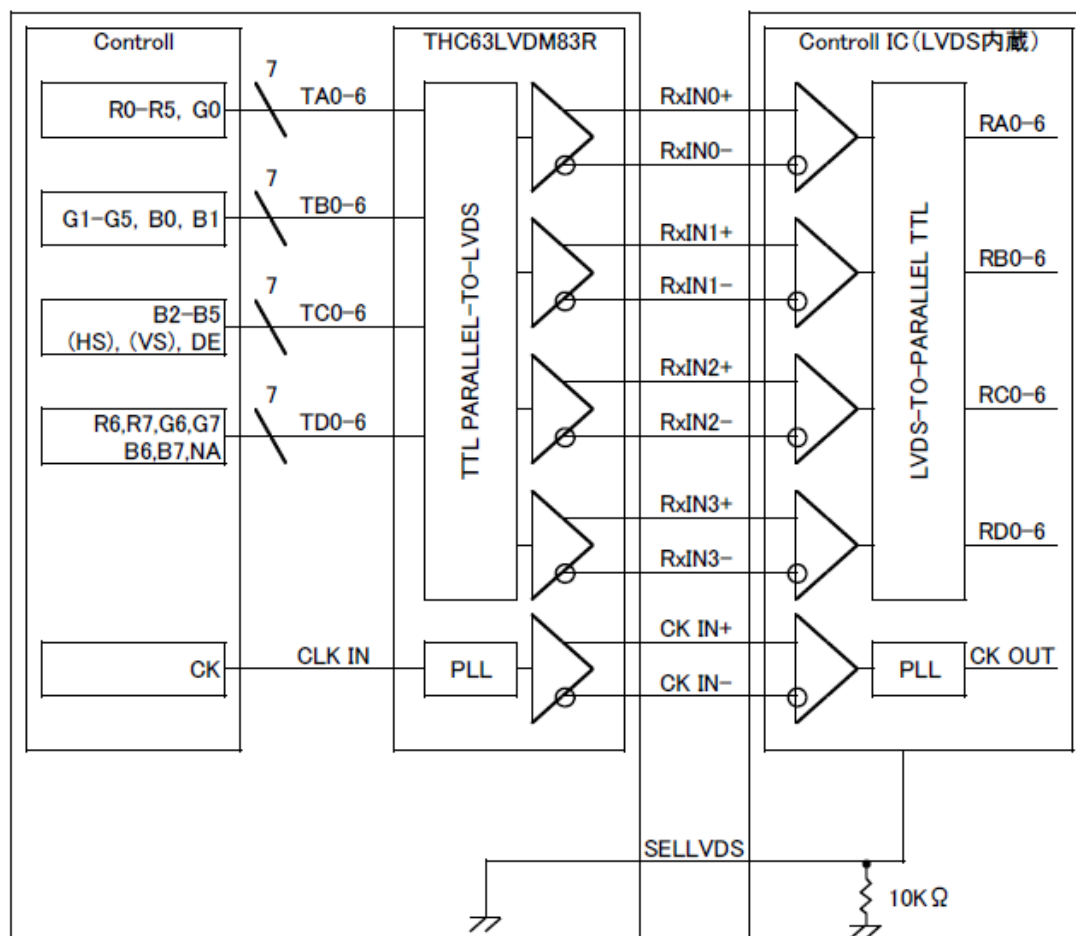 Controll
THC63LVDM83R
Controll IC(LVDS内蔵)
R0-R5, G0
7
TA0-6
RxIN0+
RxIN0-
RA0-6
G1-G5, B0, B1
7
TB0-6
RxIN1+
RxIN1-
RB0-6
B2-B5
(HS), (VS), DE
7
TC0-6
RxIN2+
RxIN2-
RC0-6
R6,R7,G6,G7
B6,B7,NA
7
TD0-6
RxIN3+
RxIN3-
RD0-6
TTL PARALLEL-TO-LVDS
LVDS-TO-PARALLEL TTL
CK
CLK IN
PLL
CK IN+
CK IN-
PLL
CK OUT
SELLVDS
10KΩ